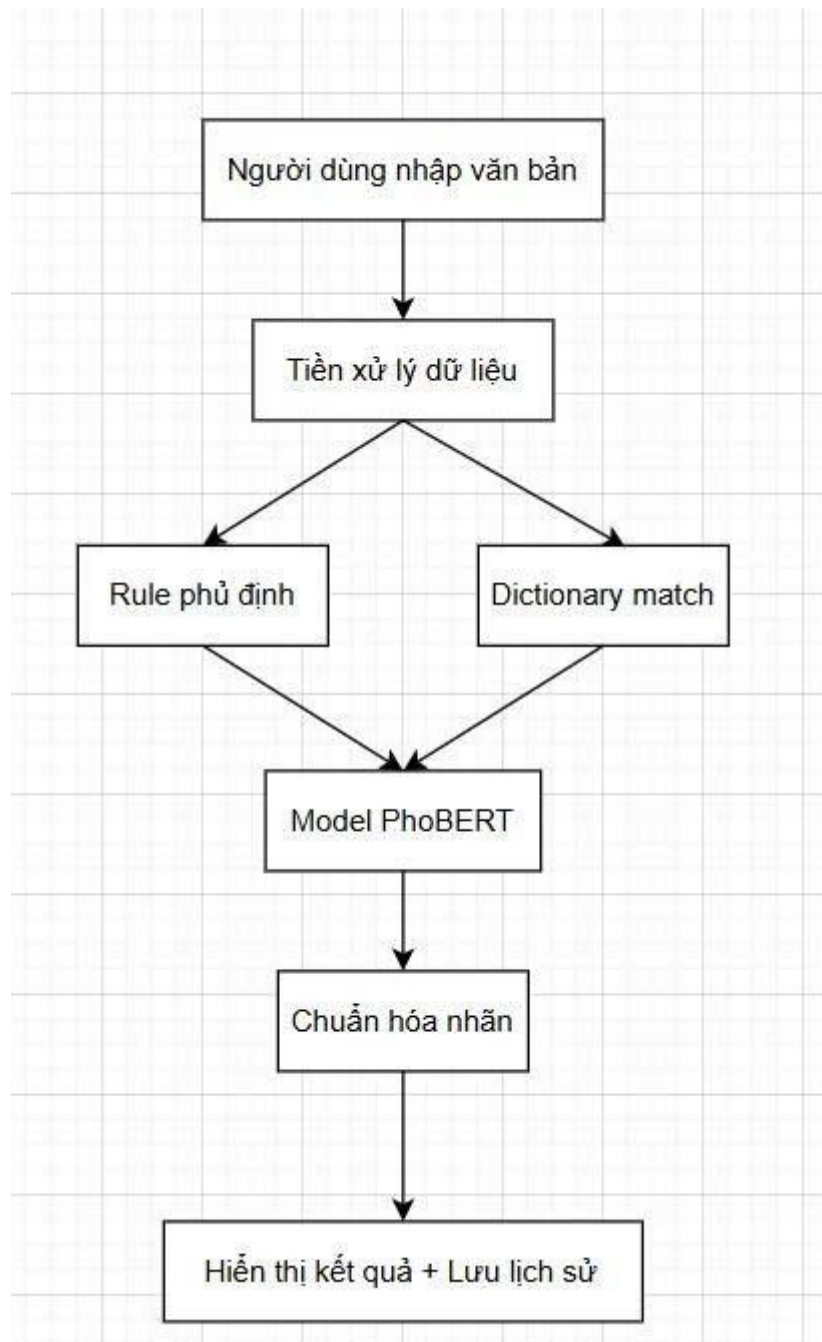 Người dùng nhập văn bản
Tiền xử lý dữ liệu
Rule phủ định
Dictionary match
Model PhoBERT
Chuẩn hóa nhãn
Hiển thị kết quả + Lưu lịch sử